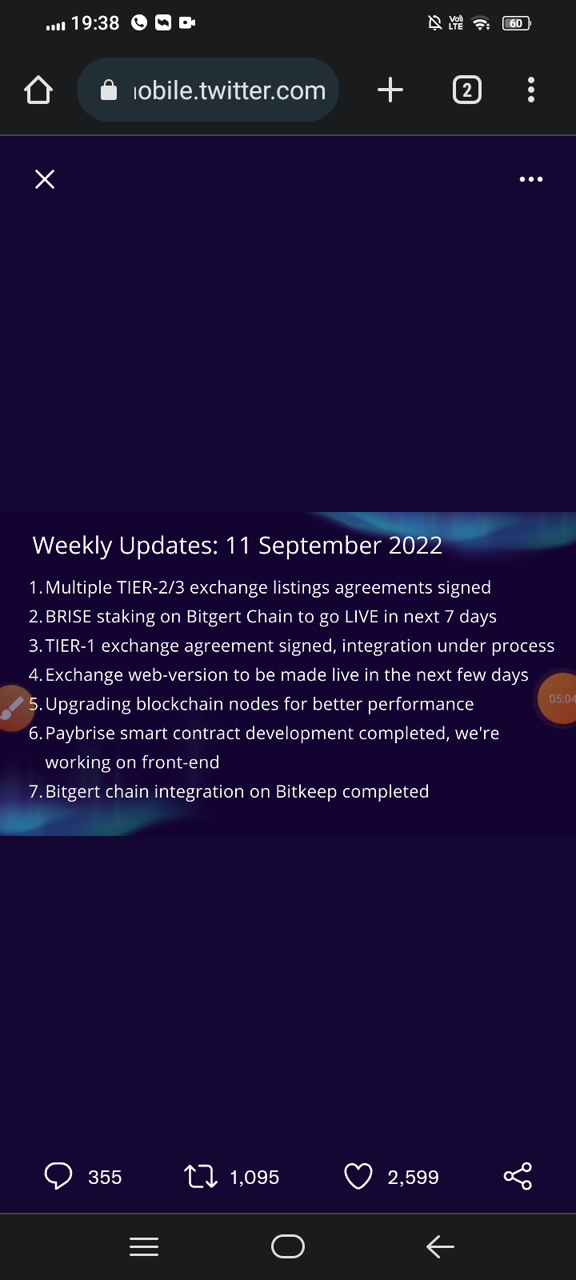 19:38
Vo)
LTE
60
nobile.twitter.com
2
Weekly Updates: 11 September 2022
1. Multiple TIER-2/3 exchange listings agreements signed
2. BRISE staking on Bitgert Chain to go LIVE in next 7 days
3. TIER-1 exchange agreement signed, integration under process
4. Exchange web-version to be made live in the next few days
05:04
5. Upgrading blockchain nodes for better performance
6. Paybrise smart contract development completed, we're
working on front-end
7. Bitgert chain integration on Bitkeep completed
355
1,095
2,599